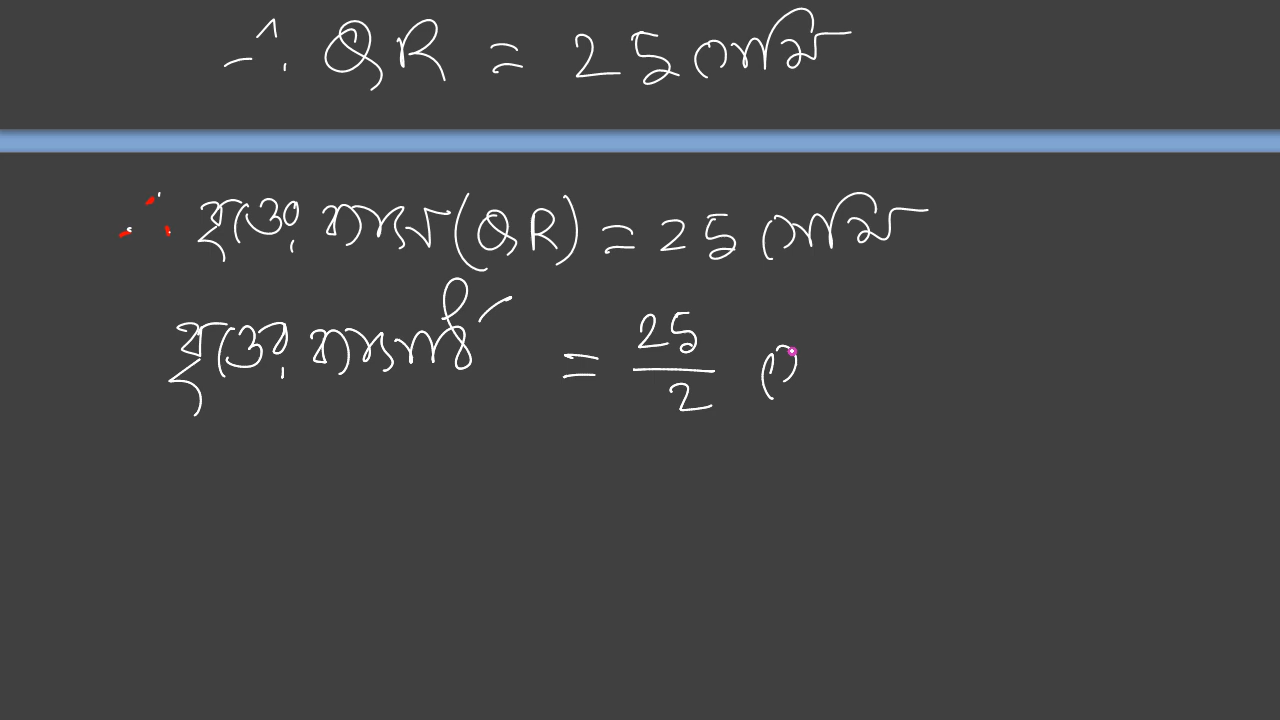 ∴ QR = 25 সেমি
∴ বৃত্তের ব্যাস (QR) = 25 সেমি
বৃত্তের ব্যাসার্ধ = 25/2 সে